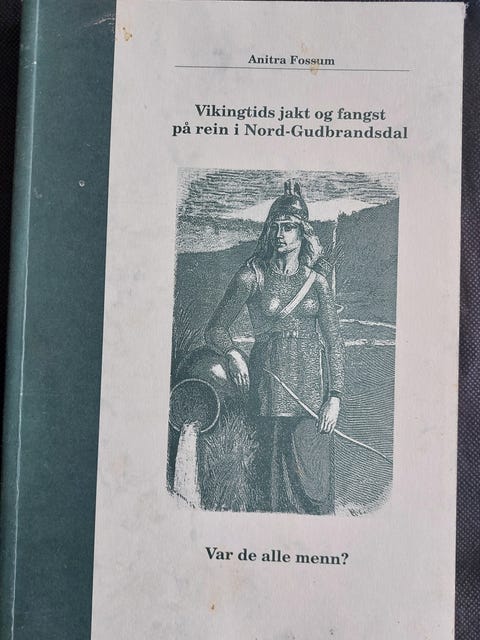 Anitra Fossum
Vikingtids jakt og fangst
på rein i Nord-Gudbrandsdal
Var de alle menn?